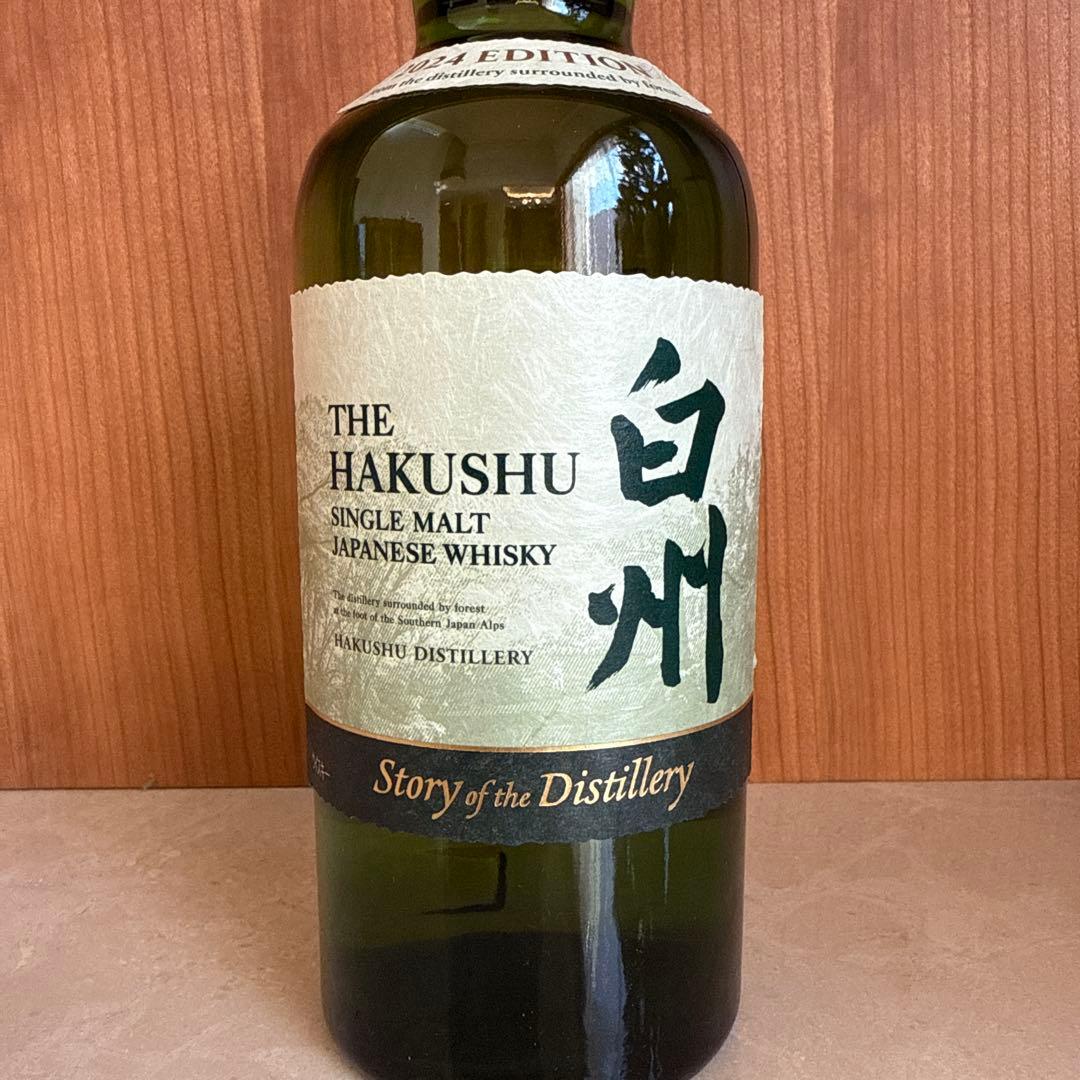 2024 EDITION
from the distillery surrounded by forest
THE
HAKUSHU
SINGLE MALT
JAPANESE WHISKY
The distillery surrounded by forest
at the foot of the Southern Japan Alps
HAKUSHU DISTILLERY
白州
Story of the Distillery